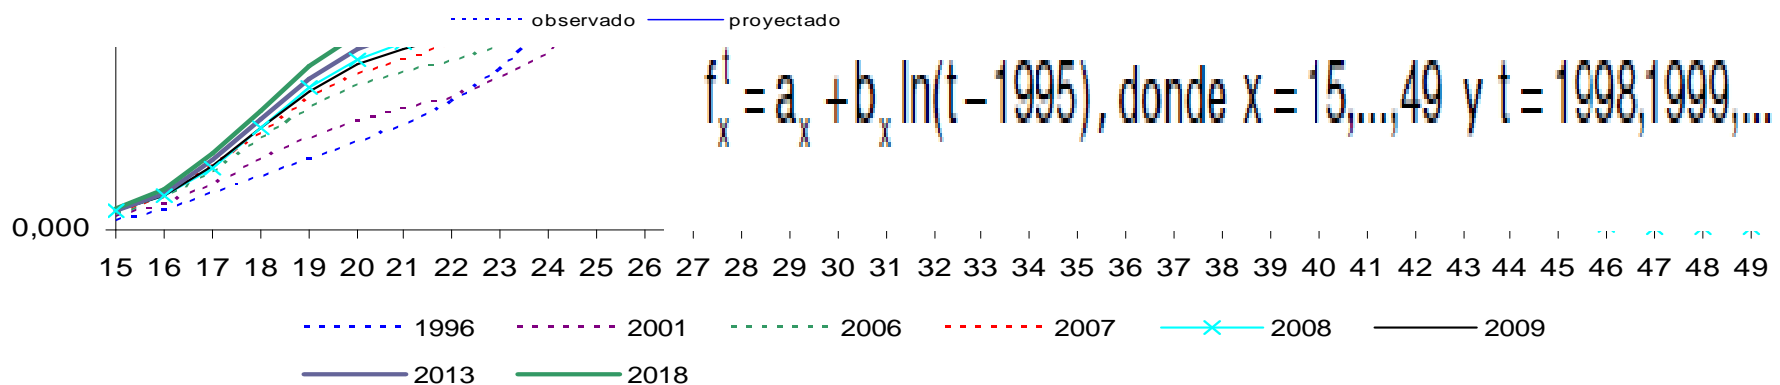 observado proyectado
f_x^t = a_x + b_x ln(t − 1995), donde x = 15,...,49 y t = 1998,1999,...
0,000
15 16 17 18 19 20 21 22 23 24 25 26 27 28 29 30 31 32 33 34 35 36 37 38 39 40 41 42 43 44 45 46 47 48 49
1996 2001 2006 2007 2008 2009
2013 2018